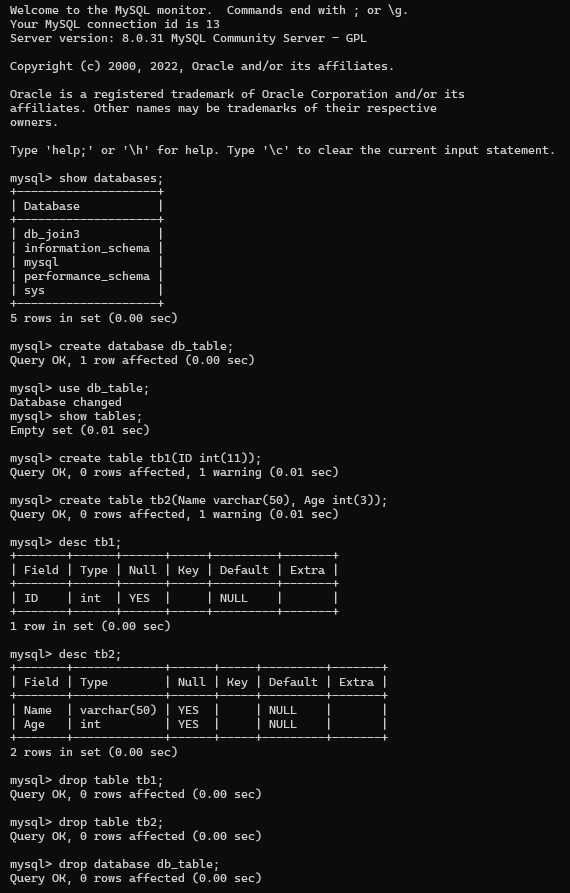 Welcome to the MySQL monitor.  Commands end with ; or \g.
Your MySQL connection id is 13
Server version: 8.0.31 MySQL Community Server - GPL

Copyright (c) 2000, 2022, Oracle and/or its affiliates.

Oracle is a registered trademark of Oracle Corporation and/or its
affiliates. Other names may be trademarks of their respective
owners.

Type 'help;' or '\h' for help. Type '\c' to clear the current input statement.

mysql> show databases;
+--------------------+
| Database           |
+--------------------+
| db_join3           |
| information_schema |
| mysql              |
| performance_schema |
| sys                |
+--------------------+
5 rows in set (0.00 sec)

mysql> create database db_table;
Query OK, 1 row affected (0.00 sec)

mysql> use db_table;
Database changed
mysql> show tables;
Empty set (0.01 sec)

mysql> create table tb1(ID int(11));
Query OK, 0 rows affected, 1 warning (0.01 sec)

mysql> create table tb2(Name varchar(50), Age int(3));
Query OK, 0 rows affected, 1 warning (0.01 sec)

mysql> desc tb1;
+-------+------+------+-----+---------+-------+
| Field | Type | Null | Key | Default | Extra |
+-------+------+------+-----+---------+-------+
| ID    | int  | YES  |     | NULL    |       |
+-------+------+------+-----+---------+-------+
1 row in set (0.00 sec)

mysql> desc tb2;
+-------+-------------+------+-----+---------+-------+
| Field | Type        | Null | Key | Default | Extra |
+-------+-------------+------+-----+---------+-------+
| Name  | varchar(50) | YES  |     | NULL    |       |
| Age   | int         | YES  |     | NULL    |       |
+-------+-------------+------+-----+---------+-------+
2 rows in set (0.00 sec)

mysql> drop table tb1;
Query OK, 0 rows affected (0.00 sec)

mysql> drop table tb2;
Query OK, 0 rows affected (0.00 sec)

mysql> drop database db_table;
Query OK, 0 rows affected (0.00 sec)